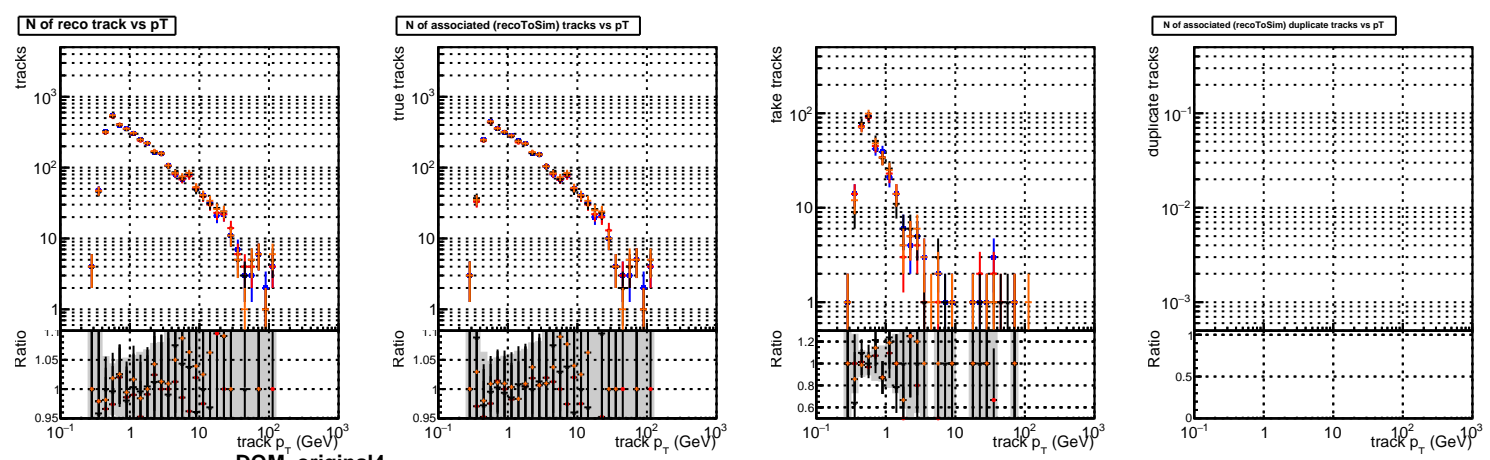 N of reco track vs pT
tracks
10³
10²
10
1
Ratio
1.1
1.05
1
0.95
10⁻¹ 1 10 10² 10³
track p_T (GeV)
N of associated (recoToSim) tracks vs pT
true tracks
10³
10²
10
1
Ratio
1.1
1.05
1
0.95
10⁻¹ 1 10 10² 10³
track p_T (GeV)
fake tracks
10²
10
1
Ratio
1.2
1
0.8
0.6
10⁻¹ 1 10 10² 10³
track p_T (GeV)
N of associated (recoToSim) duplicate tracks vs pT
duplicate tracks
10⁻¹
10⁻²
10⁻³
Ratio
1
0.5
0
10⁻¹ 1 10 10² 10³
track p_T (GeV)